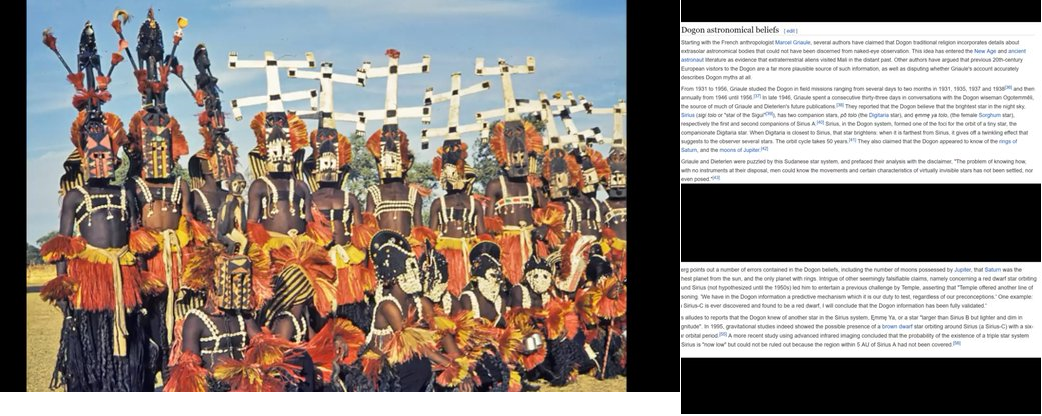 Dogon astronomical beliefs [ edit ]
Starting with the French anthropologist Marcel Griaule, several authors have claimed that Dogon traditional religion incorporates details about
extrasolar astronomical bodies that could not have been discerned from naked-eye observation. This idea has entered the New Age and ancient
astronaut literature as evidence that extraterrestrial aliens visited Mali in the distant past. Other authors have argued that previous 20th-century
European visitors to the Dogon are a far more plausible source of such information, as well as disputing whether Griaule's account accurately
describes Dogon myths at all.
From 1931 to 1956, Griaule studied the Dogon in field missions ranging from several days to two months in 1931, 1935, 1937 and 1938[36] and then
annually from 1946 until 1956.[37] In late 1946, Griaule spent a consecutive thirty-three days in conversations with the Dogon wiseman Ogotemmêli,
the source of much of Griaule and Dieterlen's future publications.[38] They reported that the Dogon believe that the brightest star in the night sky,
Sirius (sigi tolo or "star of the Sigui"[39]), has two companion stars, pō tolo (the Digitaria star), and ęmmę ya tolo, (the female Sorghum star),
respectively the first and second companions of Sirius A.[40] Sirius, in the Dogon system, formed one of the foci for the orbit of a tiny star, the
companionate Digitaria star. When Digitaria is closest to Sirius, that star brightens: when it is farthest from Sirius, it gives off a twinkling effect that
suggests to the observer several stars. The orbit cycle takes 50 years.[41] They also claimed that the Dogon appeared to know of the rings of
Saturn, and the moons of Jupiter.[42]
Griaule and Dieterlen were puzzled by this Sudanese star system, and prefaced their analysis with the disclaimer, "The problem of knowing how,
with no instruments at their disposal, men could know the movements and certain characteristics of virtually invisible stars has not been settled, nor
even posed."[43]
erg points out a number of errors contained in the Dogon beliefs, including the number of moons possessed by Jupiter, that Saturn was the
hest planet from the sun, and the only planet with rings. Intrigue of other seemingly falsifiable claims, namely concerning a red dwarf star orbiting
und Sirius (not hypothesized until the 1950s) led him to entertain a previous challenge by Temple, asserting that "Temple offered another line of
soning. 'We have in the Dogon information a predictive mechanism which it is our duty to test, regardless of our preconceptions.' One example:
Sirius-C is ever discovered and found to be a red dwarf, I will conclude that the Dogon information has been fully validated.'
s alludes to reports that the Dogon knew of another star in the Sirius system, Ęmmę Ya, or a star "larger than Sirius B but lighter and dim in
gnitude". In 1995, gravitational studies indeed showed the possible presence of a brown dwarf star orbiting around Sirius (a Sirius-C) with a six-
r orbital period.[55] A more recent study using advanced infrared imaging concluded that the probability of the existence of a triple star system
Sirius is "now low" but could not be ruled out because the region within 5 AU of Sirius A had not been covered.[56]